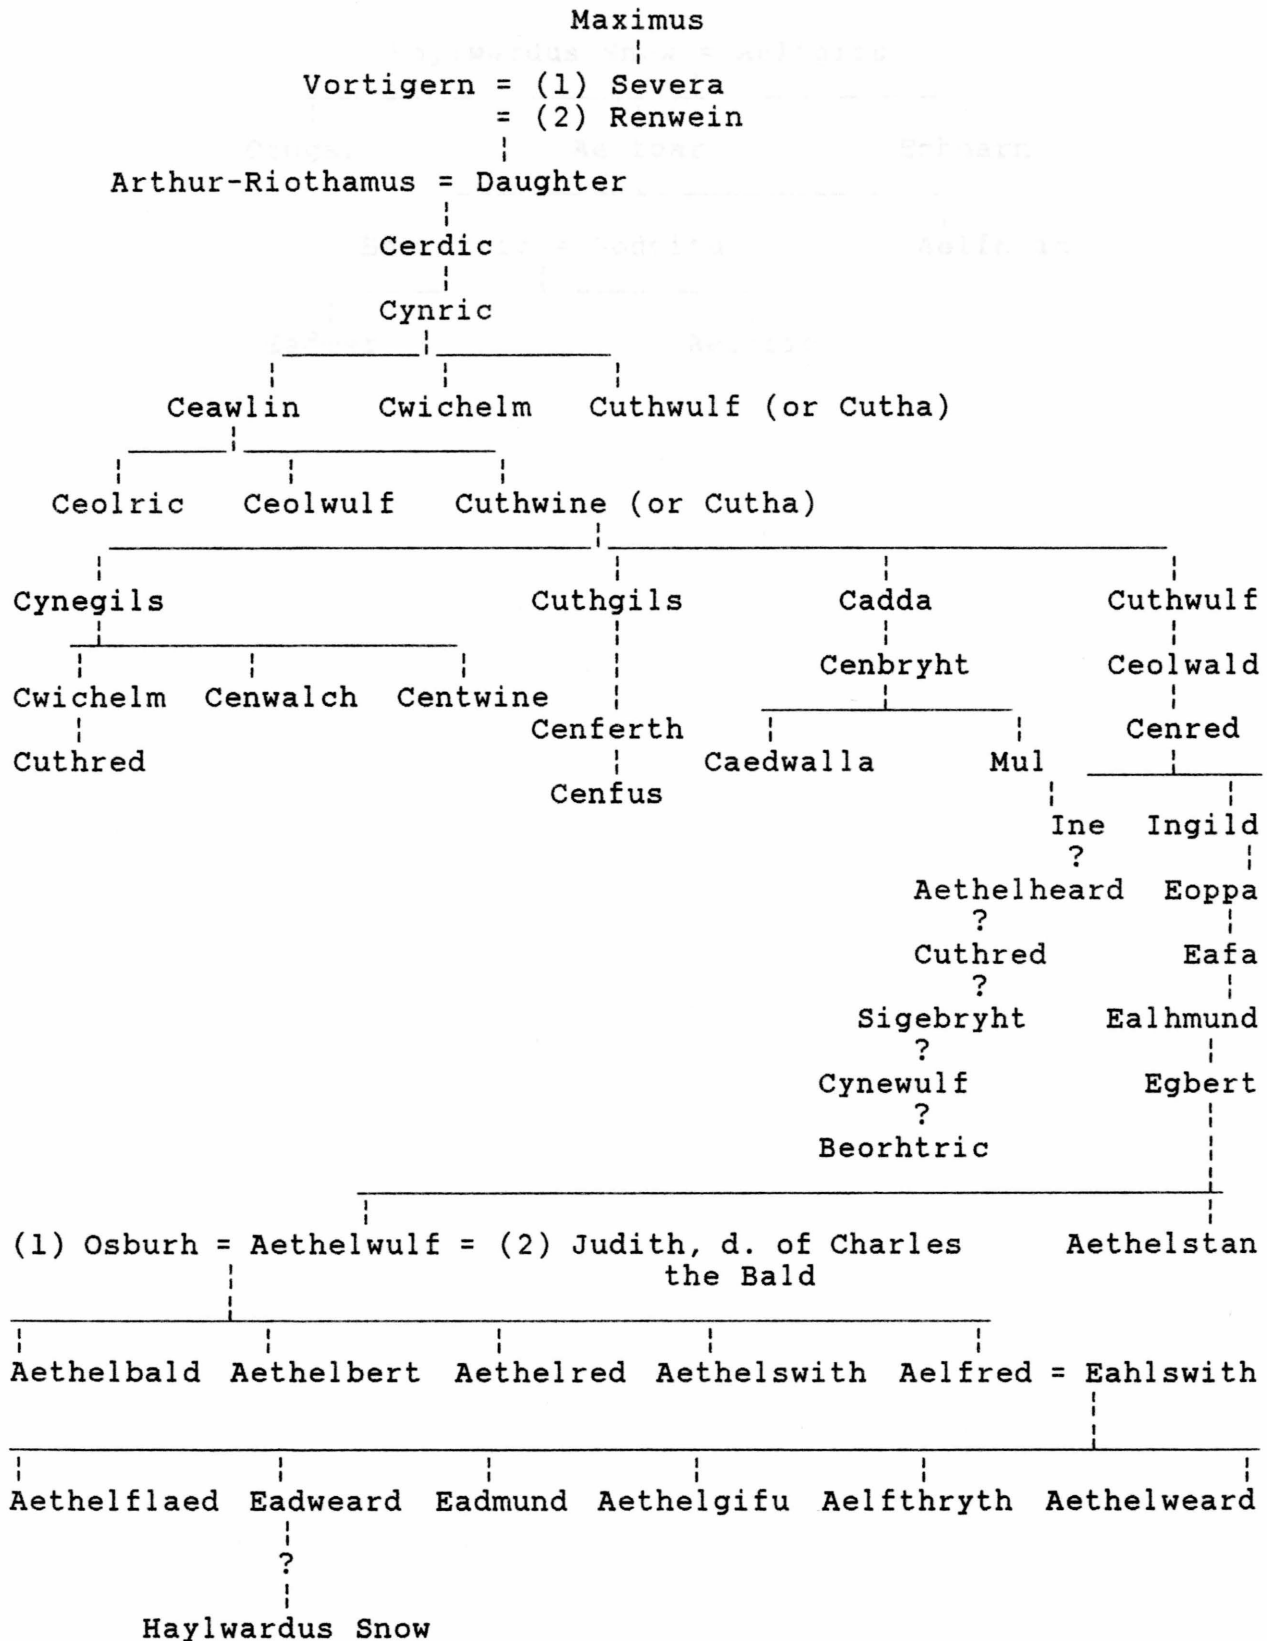 Maximus
Vortigern = (1) Severa
= (2) Renwein
Arthur-Riothamus = Daughter
Cerdic
Cynric
Ceawlin Cwichelm Cuthwulf (or Cutha)
Ceolric Ceolwulf Cuthwine (or Cutha)
Cynegils Cuthgils Cadda Cuthwulf
Cenbryht Ceolwald
Cwichelm Cenwalch Centwine
Cenferth Cenred
Cuthred Caedwalla Mul
Cenfus
Ine Ingild
?
Aethelheard Eoppa
?
Cuthred Eafa
?
Sigebryht Ealhmund
?
Cynewulf Egbert
?
Beorhtric
(1) Osburh = Aethelwulf = (2) Judith, d. of Charles Aethelstan
the Bald
Aethelbald Aethelbert Aethelred Aethelswith Aelfred = Eahlswith
Aethelflaed Eadweard Eadmund Aethelgifu Aelfthryth Aethelweard
?
Haylwardus Snow